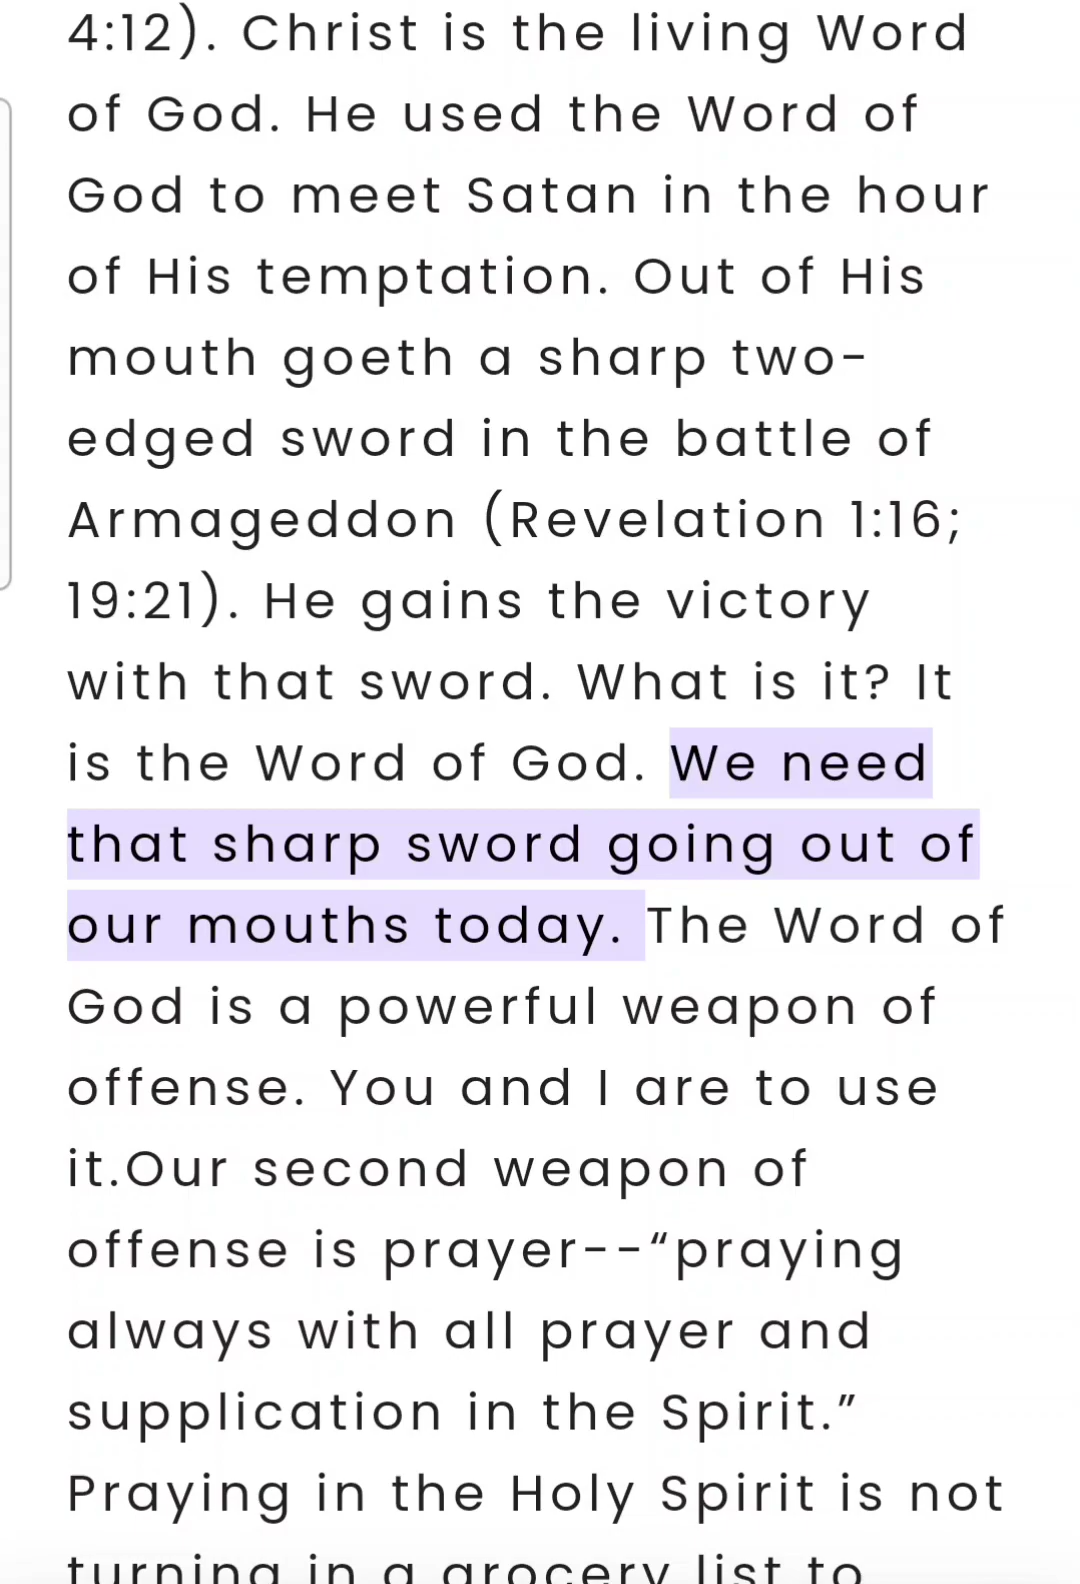 4:12). Christ is the living Word
of God. He used the Word of
God to meet Satan in the hour
of His temptation. Out of His
mouth goeth a sharp two-
edged sword in the battle of
Armageddon (Revelation 1:16;
19:21). He gains the victory
with that sword. What is it? It
is the Word of God. We need
that sharp sword going out of
our mouths today. The Word of
God is a powerful weapon of
offense. You and I are to use
it.Our second weapon of
offense is prayer--“praying
always with all prayer and
supplication in the Spirit.”
Praying in the Holy Spirit is not
turning in a grocery list to